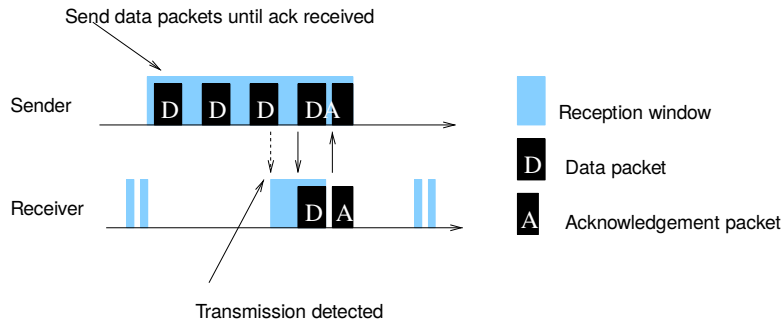 Send data packets until ack received
Sender
D D D D A
Reception window
D
Data packet
Receiver
D A
A
Acknowledgement packet
Transmission detected